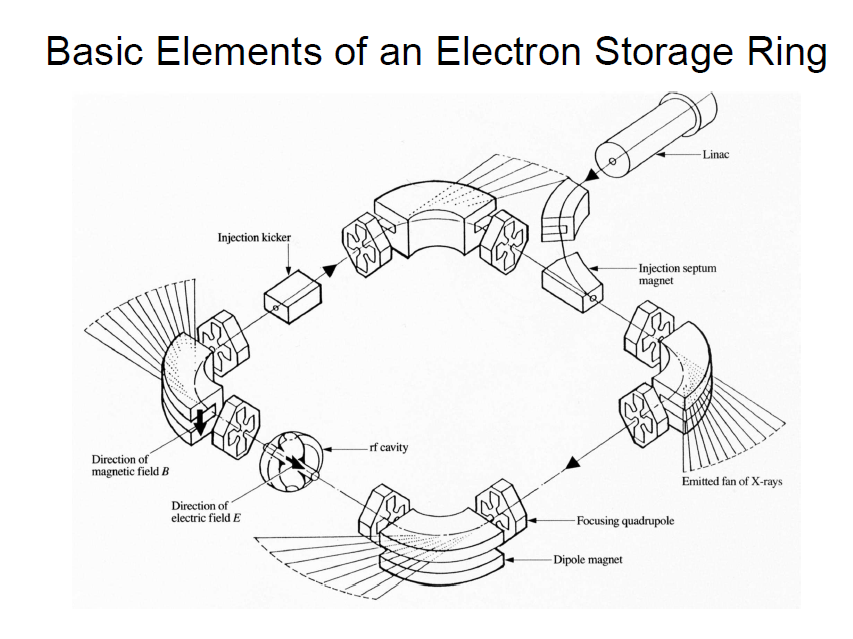 Basic Elements of an Electron Storage Ring
Linac
Injection kicker
Injection septum
magnet
rf cavity
Direction of
magnetic field B
Emitted fan of X-rays
Direction of
electric field E
Focusing quadrupole
Dipole magnet